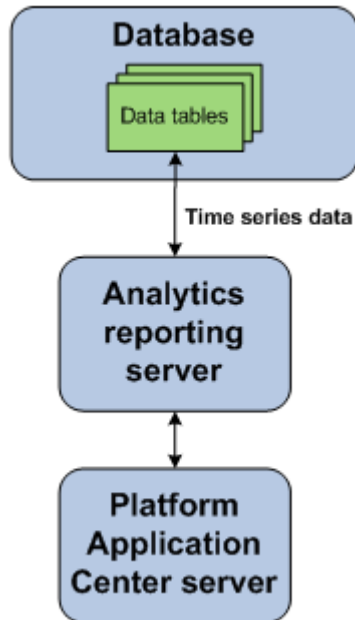 Database
Data tables
Time series data
Analytics
reporting
server
Platform
Application
Center server